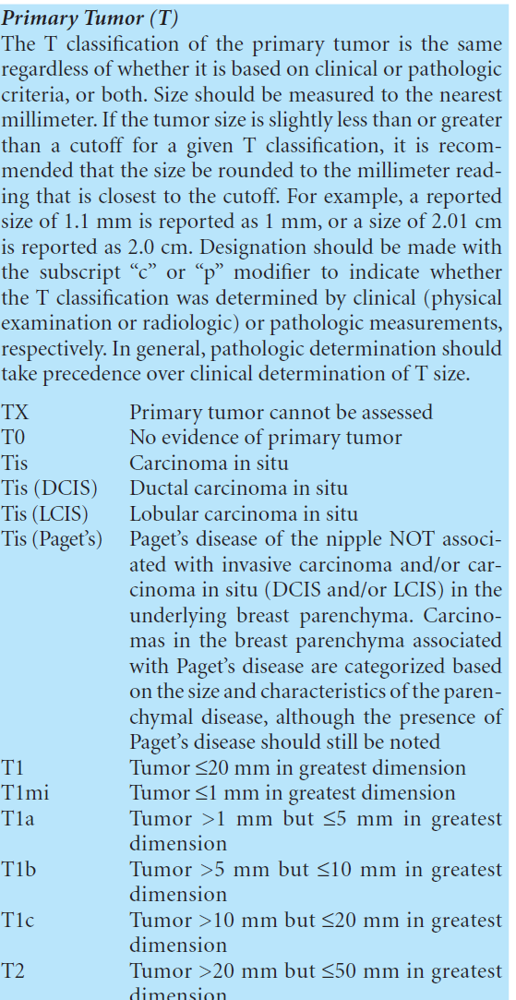 Primary Tumor (T)
The T classification of the primary tumor is the same
regardless of whether it is based on clinical or pathologic
criteria, or both. Size should be measured to the nearest
millimeter. If the tumor size is slightly less than or greater
than a cutoff for a given T classification, it is recom-
mended that the size be rounded to the millimeter read-
ing that is closest to the cutoff. For example, a reported
size of 1.1 mm is reported as 1 mm, or a size of 2.01 cm
is reported as 2.0 cm. Designation should be made with
the subscript “c” or “p” modifier to indicate whether
the T classification was determined by clinical (physical
examination or radiologic) or pathologic measurements,
respectively. In general, pathologic determination should
take precedence over clinical determination of T size.
TX Primary tumor cannot be assessed
T0 No evidence of primary tumor
Tis Carcinoma in situ
Tis (DCIS) Ductal carcinoma in situ
Tis (LCIS) Lobular carcinoma in situ
Tis (Paget’s) Paget’s disease of the nipple NOT associ-
ated with invasive carcinoma and/or car-
cinoma in situ (DCIS and/or LCIS) in the
underlying breast parenchyma. Carcino-
mas in the breast parenchyma associated
with Paget’s disease are categorized based
on the size and characteristics of the paren-
chymal disease, although the presence of
Paget’s disease should still be noted
T1 Tumor ≤20 mm in greatest dimension
T1mi Tumor ≤1 mm in greatest dimension
T1a Tumor >1 mm but ≤5 mm in greatest
dimension
T1b Tumor >5 mm but ≤10 mm in greatest
dimension
T1c Tumor >10 mm but ≤20 mm in greatest
dimension
T2 Tumor >20 mm but ≤50 mm in greatest
dimension